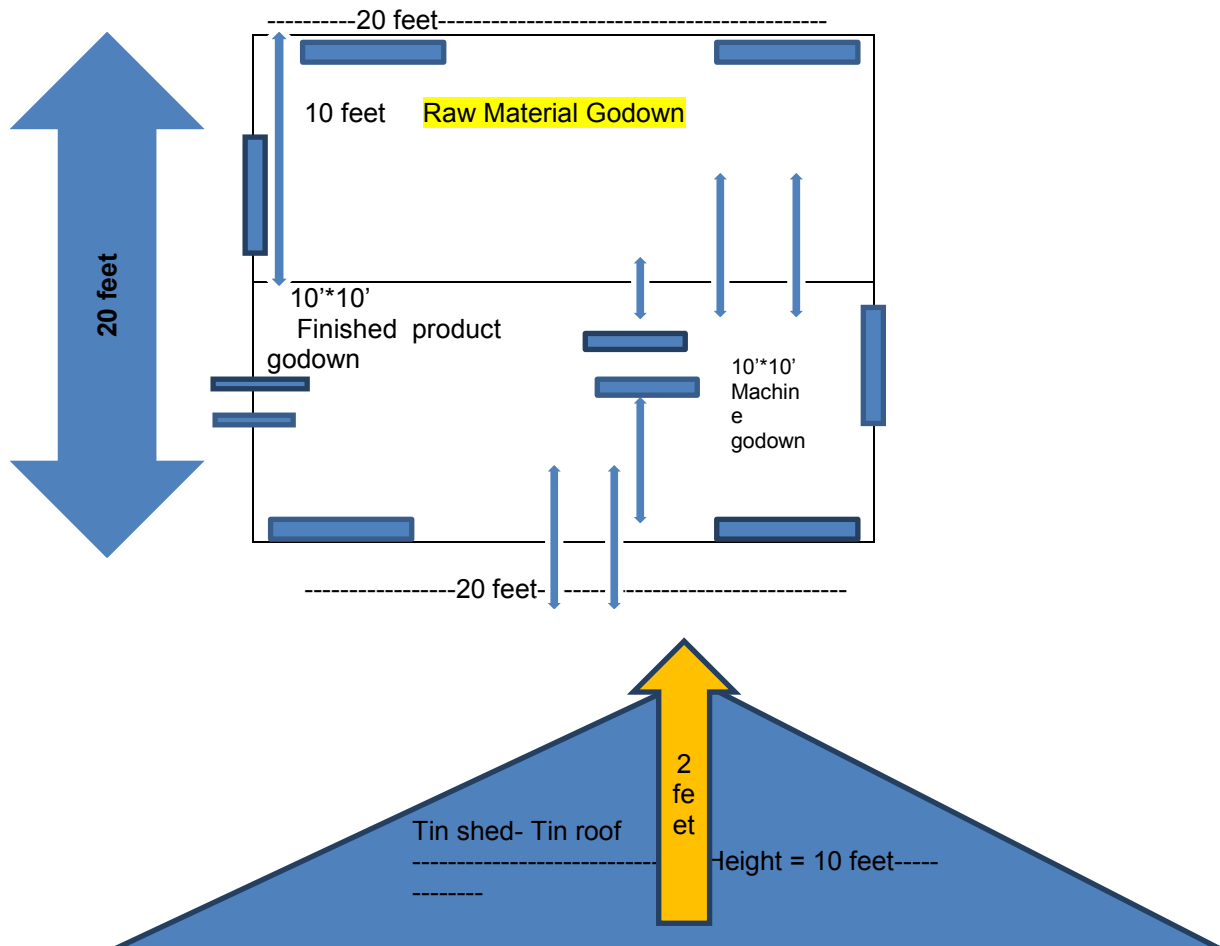 ----------20 feet-------------------------------------------
10 feet Raw Material Godown
20 feet
10’*10’
Finished product
godown
10’*10’
Machin
e
godown
-----------------20 feet- ---- --------------------------
2
fe
et
Tin shed- Tin roof
--------------------------- Height = 10 feet-----
--------